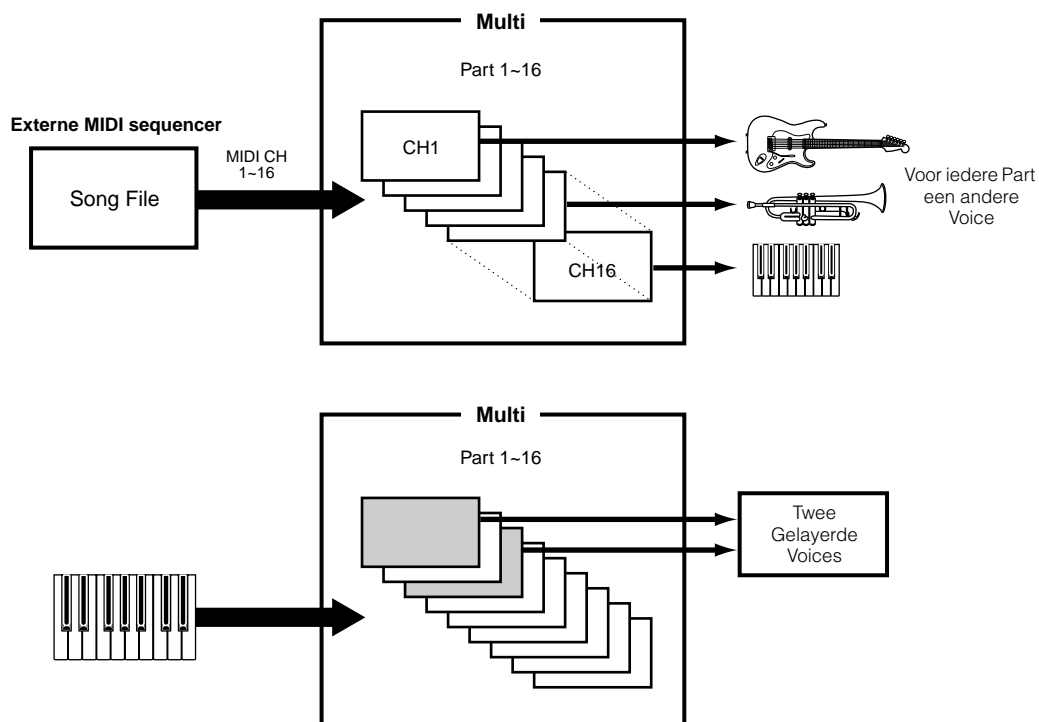 Multi
Part 1~16
Externe MIDI sequencer
Song File
MIDI CH
1~16
CH1
CH16
Voor iedere Part
een andere
Voice
Multi
Part 1~16
Twee
Gelayerde
Voices